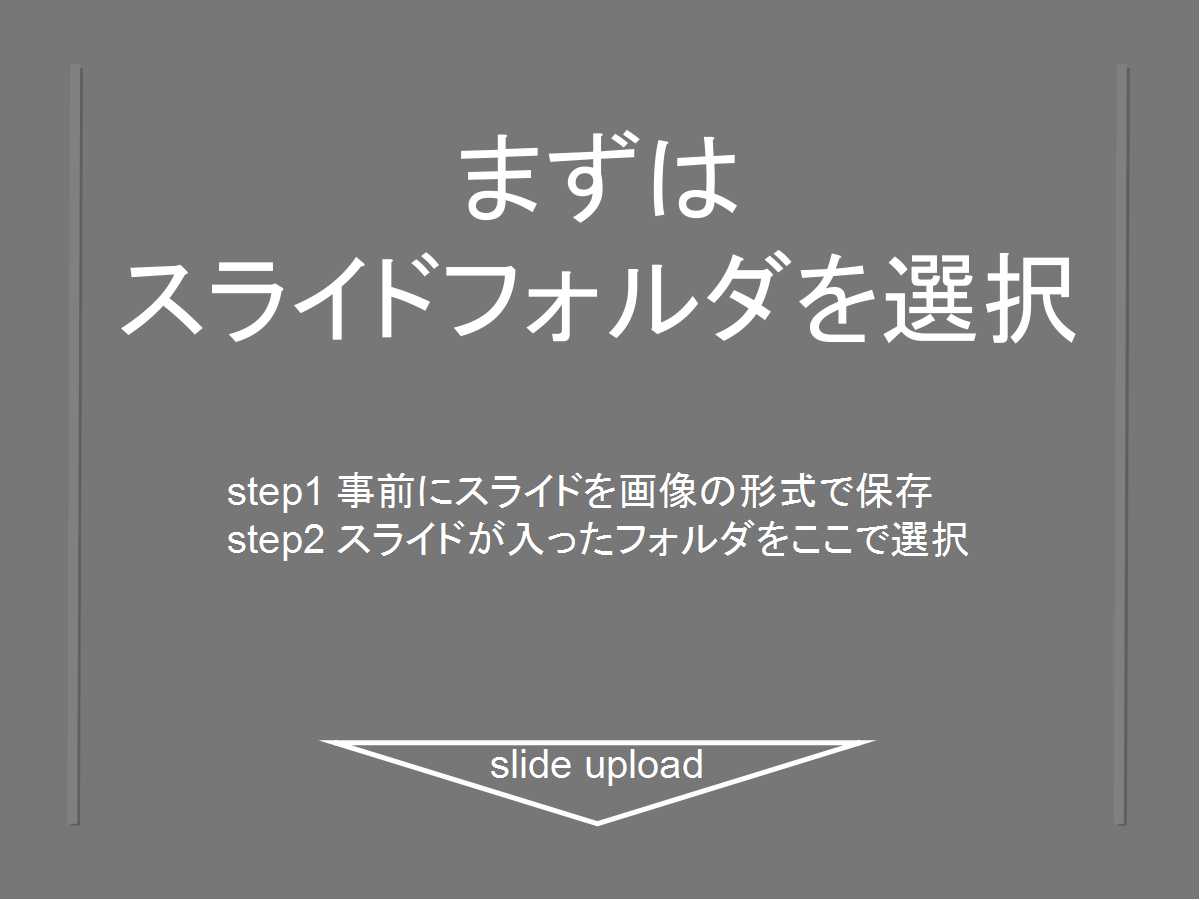 まずは
スライドフォルダを選択
step1 事前にスライドを画像の形式で保存
step2 スライドが入ったフォルダをここで選択
slide upload